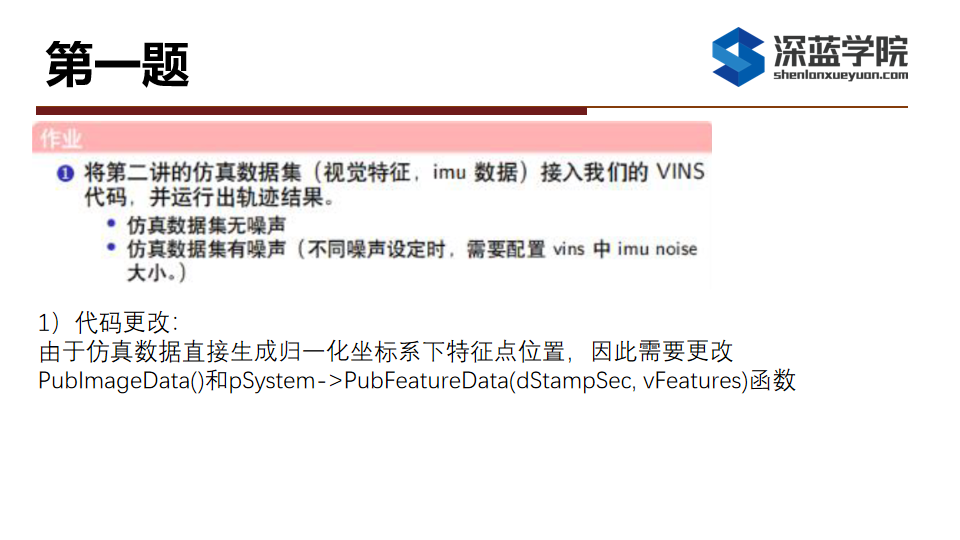 第一题
深蓝学院
shenlanxueyuan.com
作业
1 将第二讲的仿真数据集（视觉特征，imu 数据）接入我们的 VINS
代码，并运行出轨迹结果。
• 仿真数据集无噪声
• 仿真数据集有噪声（不同噪声设定时，需要配置 vins 中 imu noise
大小。）
1）代码更改：
由于仿真数据直接生成归一化坐标系下特征点位置，因此需要更改
PubImageData()和pSystem->PubFeatureData(dStampSec, vFeatures)函数